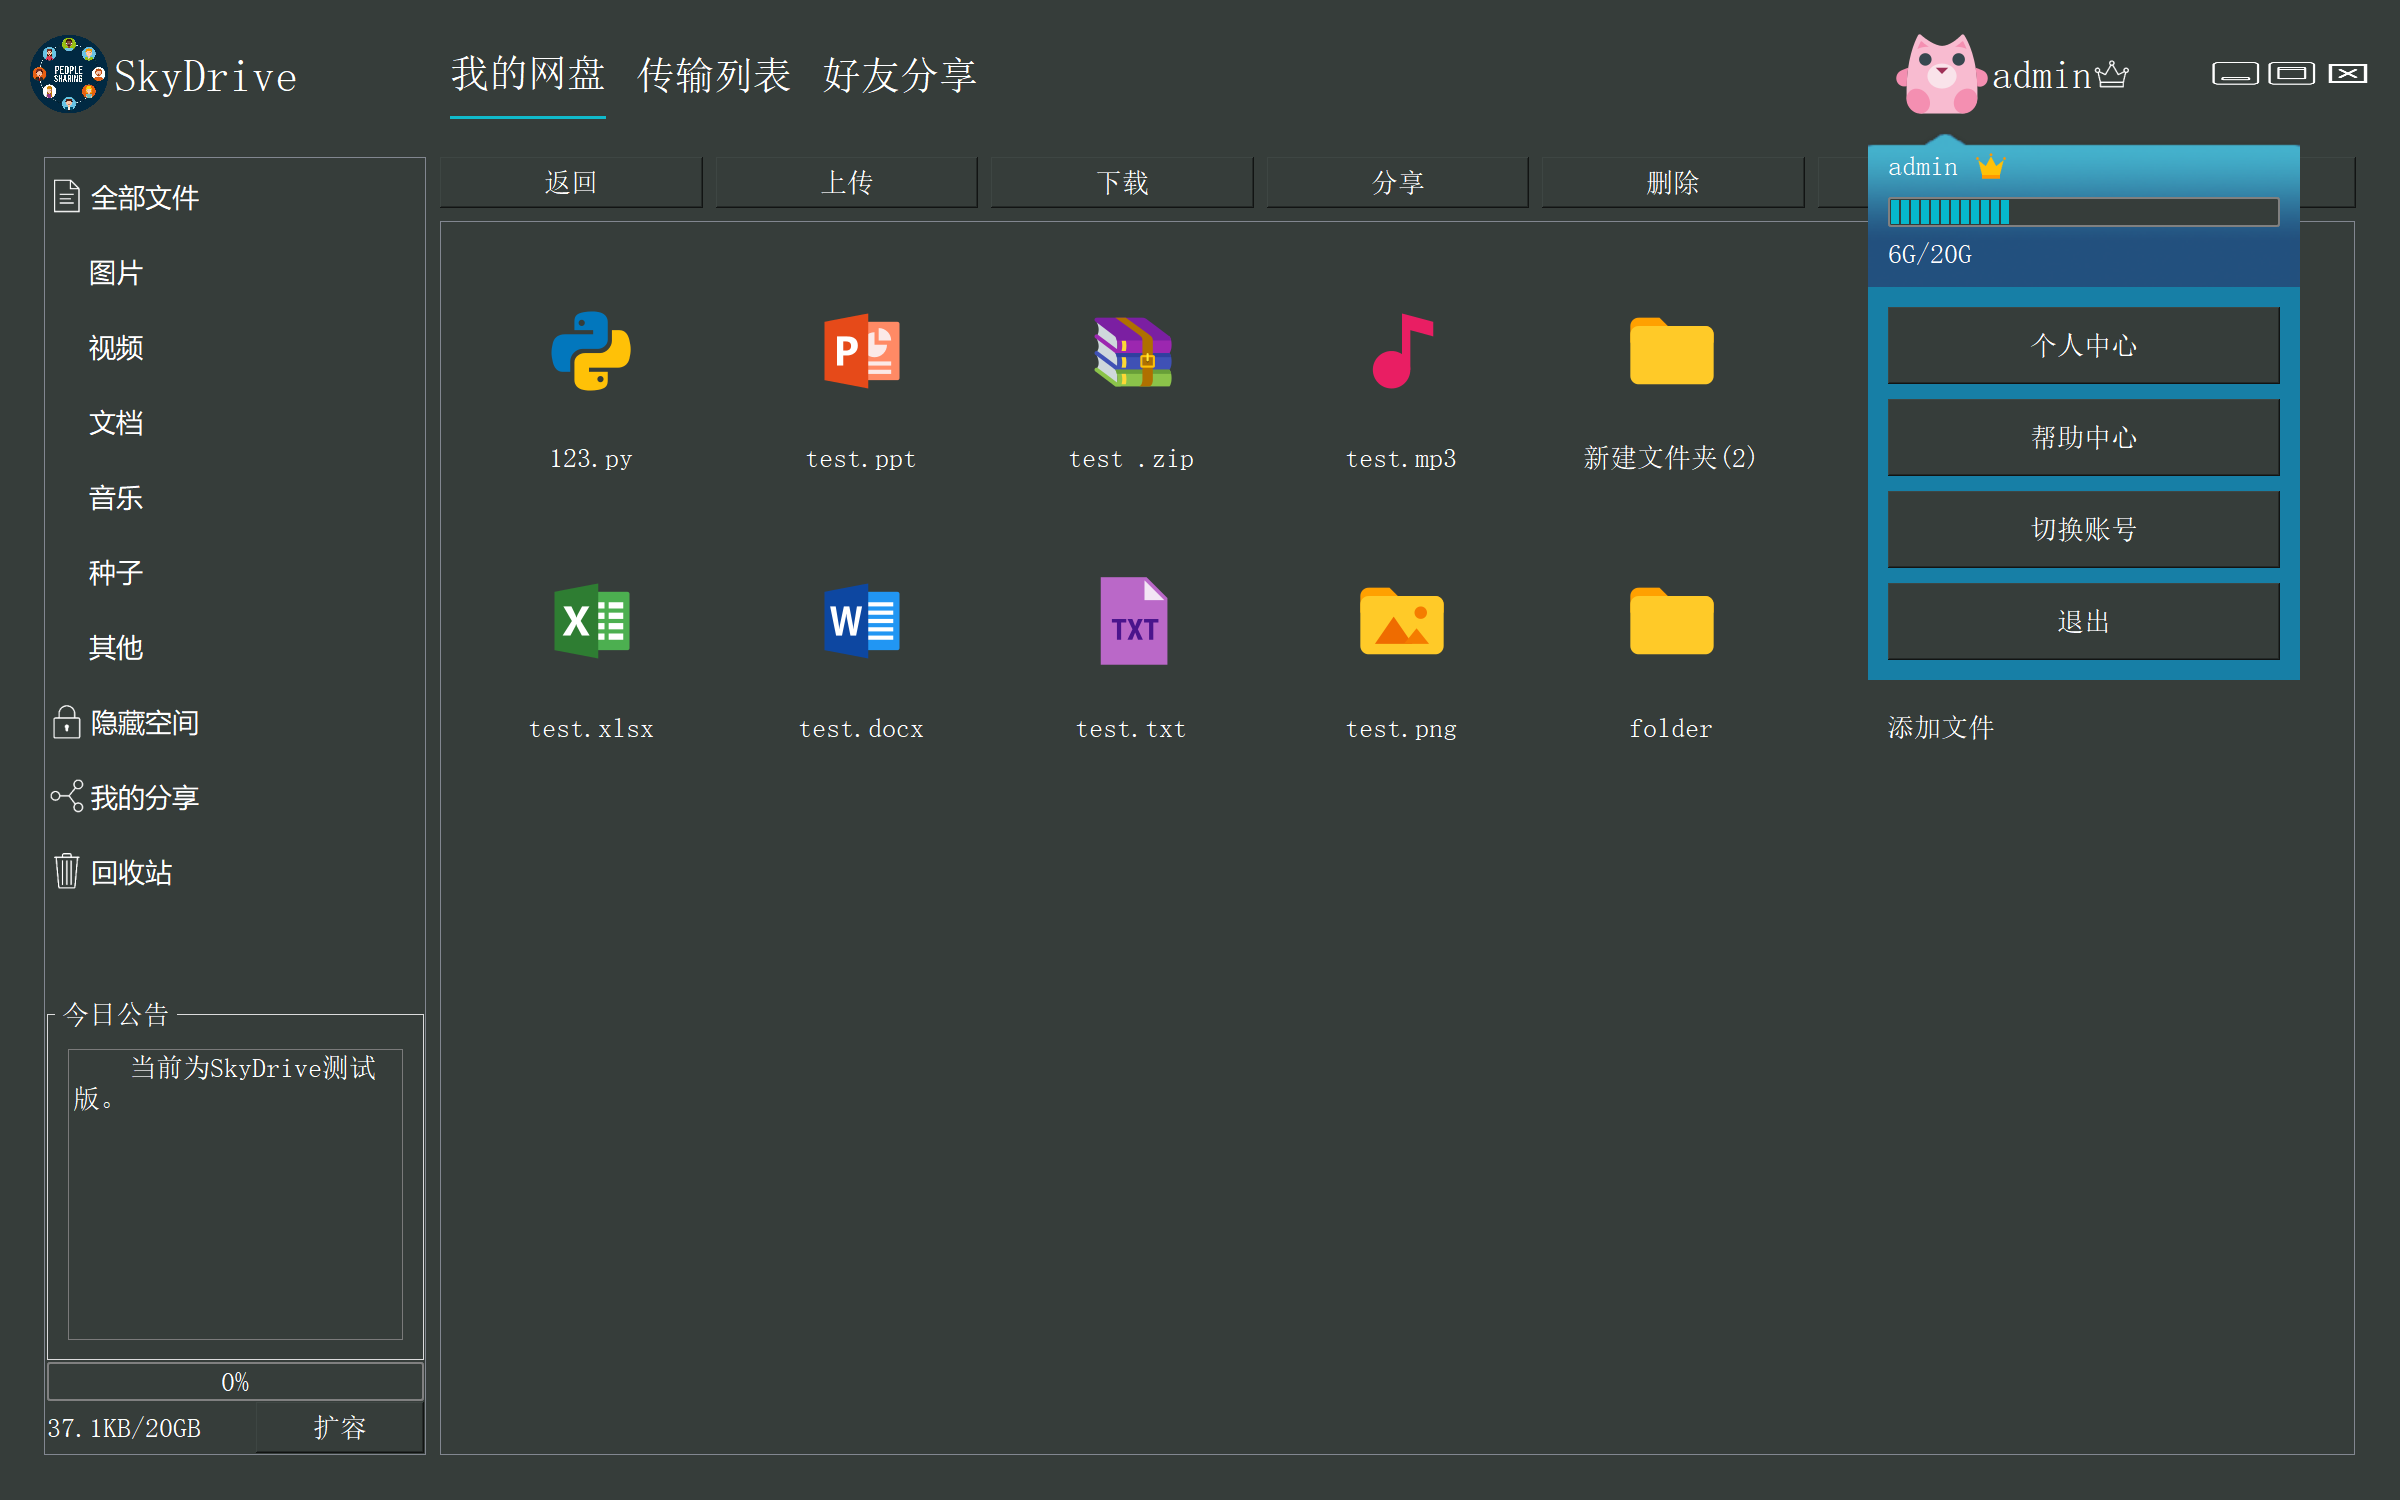 PEOPLE
SHARING
SkyDrive
我的网盘
传输列表
好友分享
admin
全部文件
图片
视频
文档
音乐
种子
其他
隐藏空间
我的分享
回收站
今日公告
当前为SkyDrive测试
版。
0%
37.1KB/20GB
扩容
返回
上传
下载
分享
删除
123.py
P
test.ppt
test .zip
test.mp3
新建文件夹(2)
X
test.xlsx
W
test.docx
TXT
test.txt
test.png
folder
添加文件
admin
6G/20G
个人中心
帮助中心
切换账号
退出